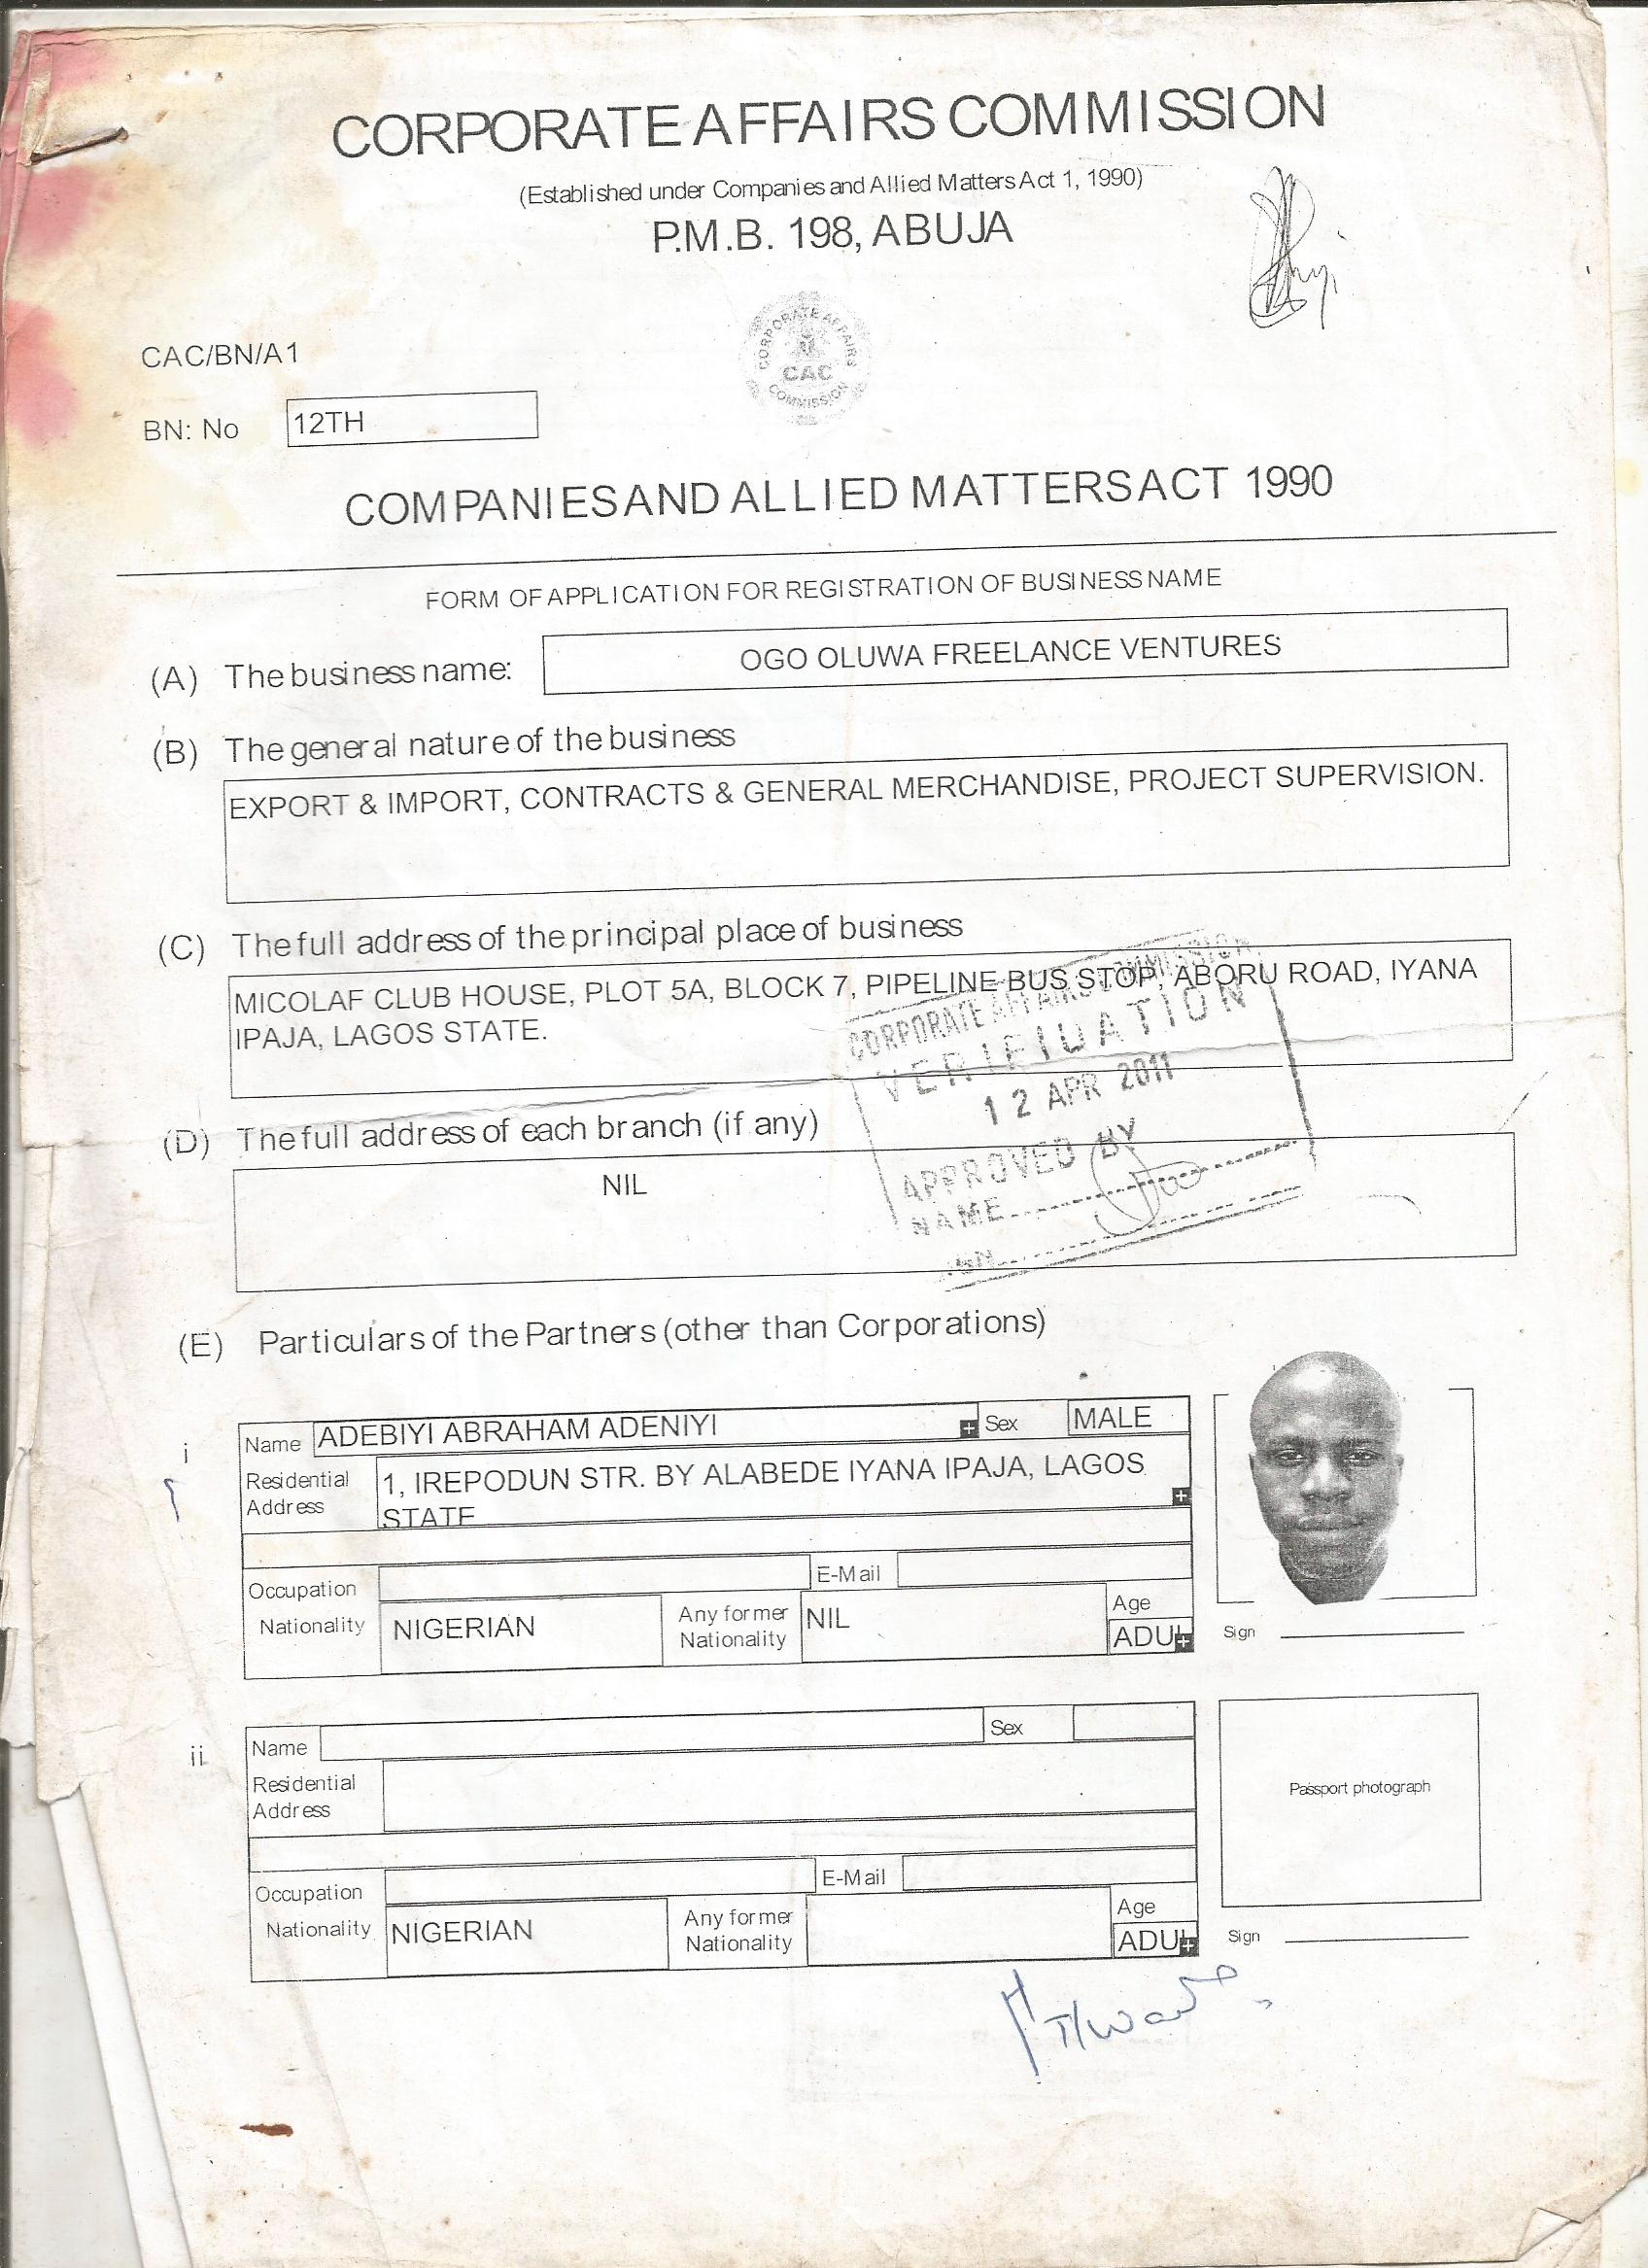 CORPORATE AFFAIRS COMMISSION
(Established under Companies and Allied Matters Act 1, 1990)
P.M.B. 198, ABUJA
CORPORATE AFFAIRS
CAC
COMMISSION
CAC/BN/A1
BN: No 12TH
COMPANIES AND ALLIED MATTERS ACT 1990
FORM OF APPLICATION FOR REGISTRATION OF BUSINESS NAME
(A) The business name: OGO OLUWA FREELANCE VENTURES
(B) The general nature of the business
EXPORT & IMPORT, CONTRACTS & GENERAL MERCHANDISE, PROJECT SUPERVISION.
(C) The full address of the principal place of business
MICOLAF CLUB HOUSE, PLOT 5A, BLOCK 7, PIPELINE BUS STOP, ABORU ROAD, IYANA
IPAJA, LAGOS STATE.
CORPORATE AFFAIRS COMMISSION
VERIFIUATION
12 APR 2011
APPROVED BY
NAME
(D) The full address of each branch (if any)
NIL
(E) Particulars of the Partners (other than Corporations)
i
Name ADEBIYI ABRAHAM ADENIYI Sex MALE
Residential Address 1, IREPODUN STR. BY ALABEDE IYANA IPAJA, LAGOS
STATE
Occupation E-Mail
Nationality NIGERIAN Any former Nationality NIL Age ADUL
Sign
ii
Name Sex
Residential
Address
Passport photograph
Occupation E-Mail
Nationality NIGERIAN Any former Nationality Age ADUL
Sign